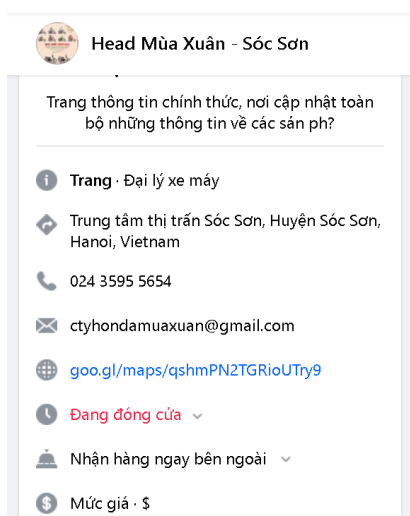 Head Mùa Xuân - Sóc Sơn
Trang thông tin chính thức, nơi cập nhật toàn
bộ những thông tin về các sản ph?
Trang · Đại lý xe máy
Trung tâm thị trấn Sóc Sơn, Huyện Sóc Sơn,
Hanoi, Vietnam
024 3595 5654
ctyhondamuaxuan@gmail.com
goo.gl/maps/qshmPN2TGRioUTry9
Đang đóng cửa
Nhận hàng ngay bên ngoài
Mức giá · $